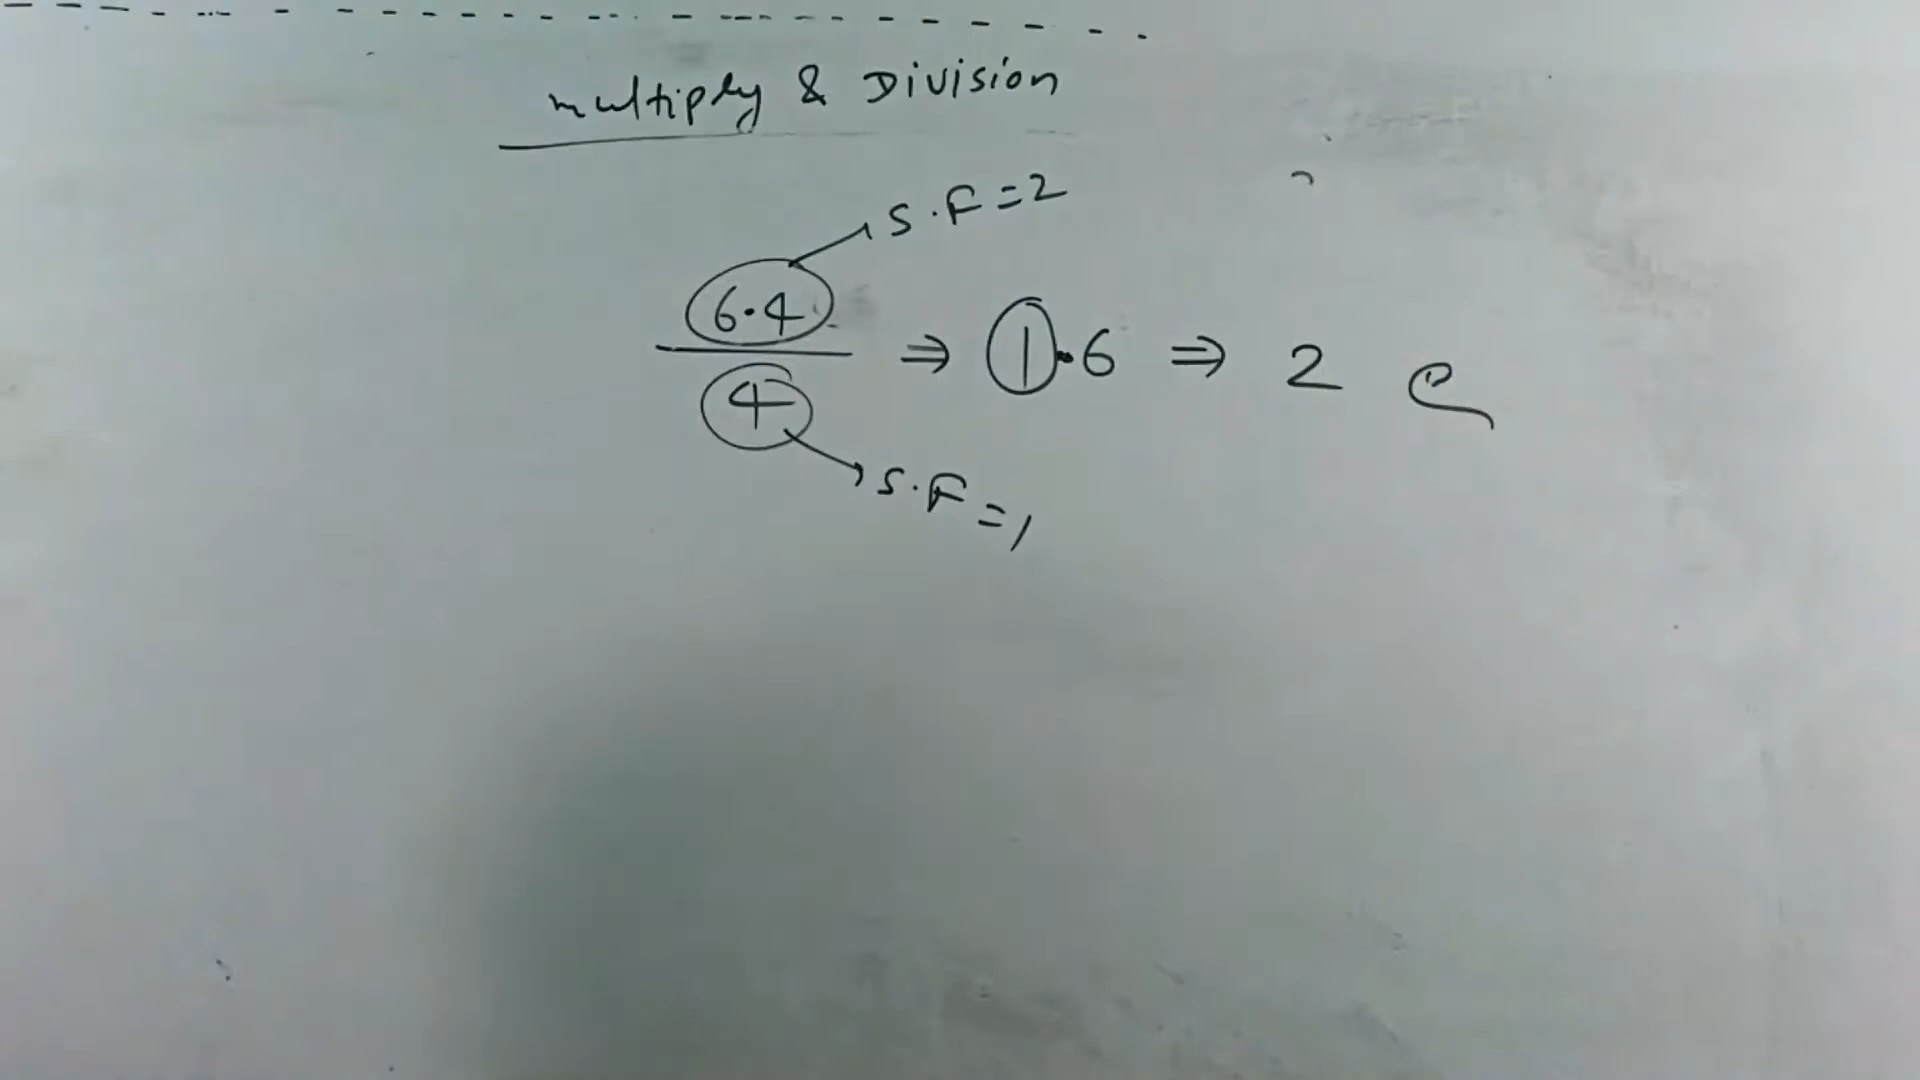 multiply & Division
S.F=2
6.4
4
⇒ 1.6 ⇒ 2
S.F=1